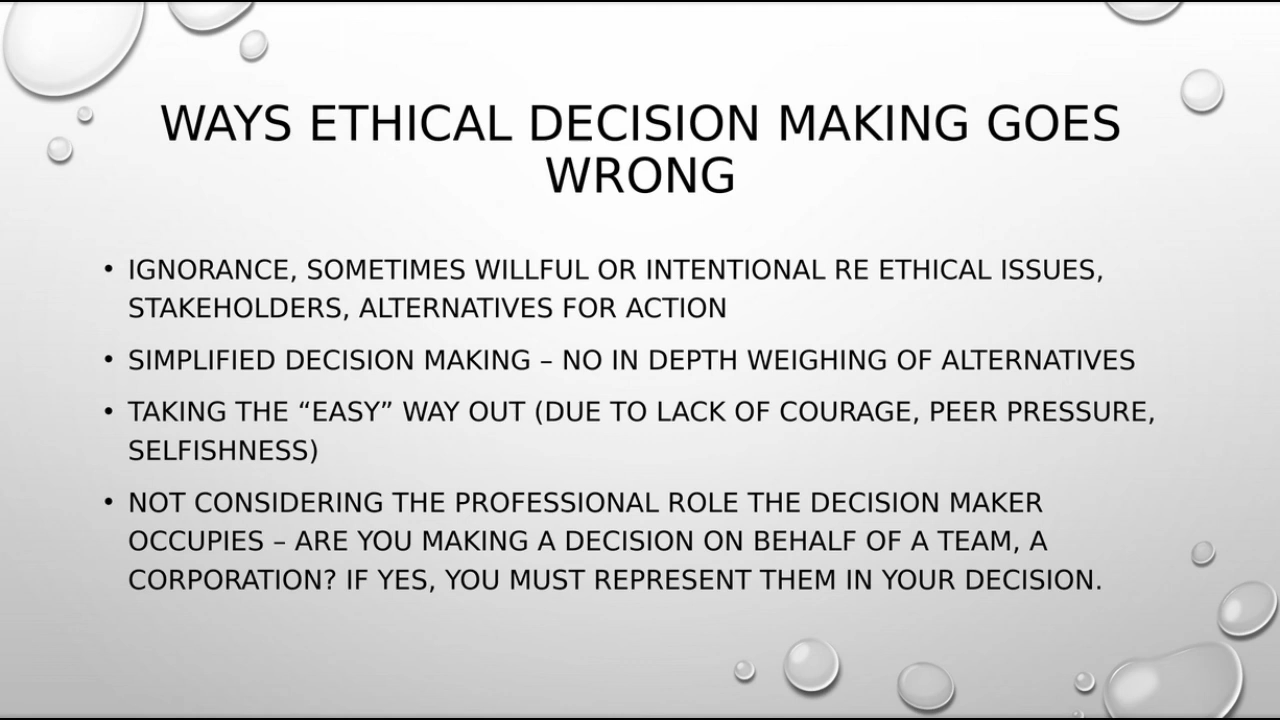 WAYS ETHICAL DECISION MAKING GOES
WRONG
• IGNORANCE, SOMETIMES WILLFUL OR INTENTIONAL RE ETHICAL ISSUES,
STAKEHOLDERS, ALTERNATIVES FOR ACTION
• SIMPLIFIED DECISION MAKING – NO IN DEPTH WEIGHING OF ALTERNATIVES
• TAKING THE “EASY” WAY OUT (DUE TO LACK OF COURAGE, PEER PRESSURE,
SELFISHNESS)
• NOT CONSIDERING THE PROFESSIONAL ROLE THE DECISION MAKER
OCCUPIES – ARE YOU MAKING A DECISION ON BEHALF OF A TEAM, A
CORPORATION? IF YES, YOU MUST REPRESENT THEM IN YOUR DECISION.